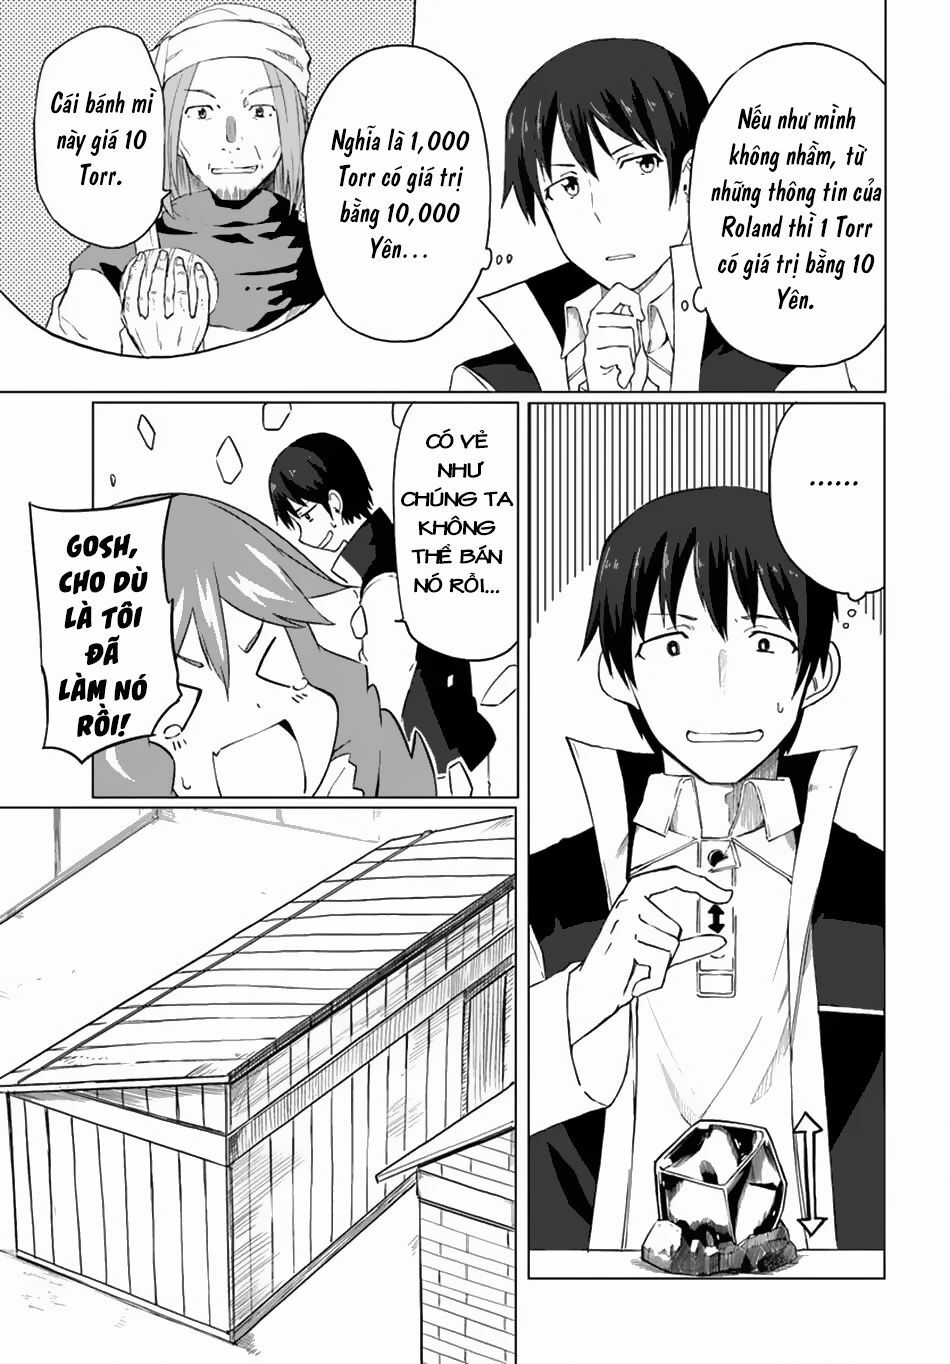 Nếu như mình
không nhầm, từ
những thông tin của
Roland thì 1 Torr
có giá trị bằng 10
Yên.
Nghĩa là 1,000
Torr có giá trị
bằng 10,000
Yên...
Cái bánh mì
này giá 10
Torr.
......
CÓ VẺ
NHƯ
CHÚNG TA
KHÔNG
THỂ BÁN
NÓ RỒI...
GOSH,
CHO DÙ
LÀ TÔI
ĐÃ
LÀM NÓ
RỒI!